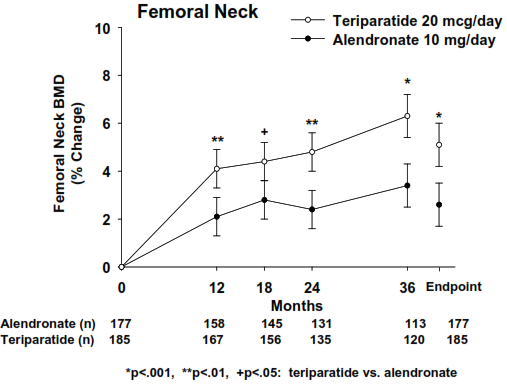 Femoral Neck
Teriparatide 20 mcg/day
Alendronate 10 mg/day
Femoral Neck BMD
(% Change)
10
8
6
4
2
0
**
+
**
*
*
0 12 18 24 36 Endpoint
Months
Alendronate (n) 177 158 145 131 113 177
Teriparatide (n) 185 167 156 135 120 185
*p<.001, **p<.01, +p<.05: teriparatide vs. alendronate